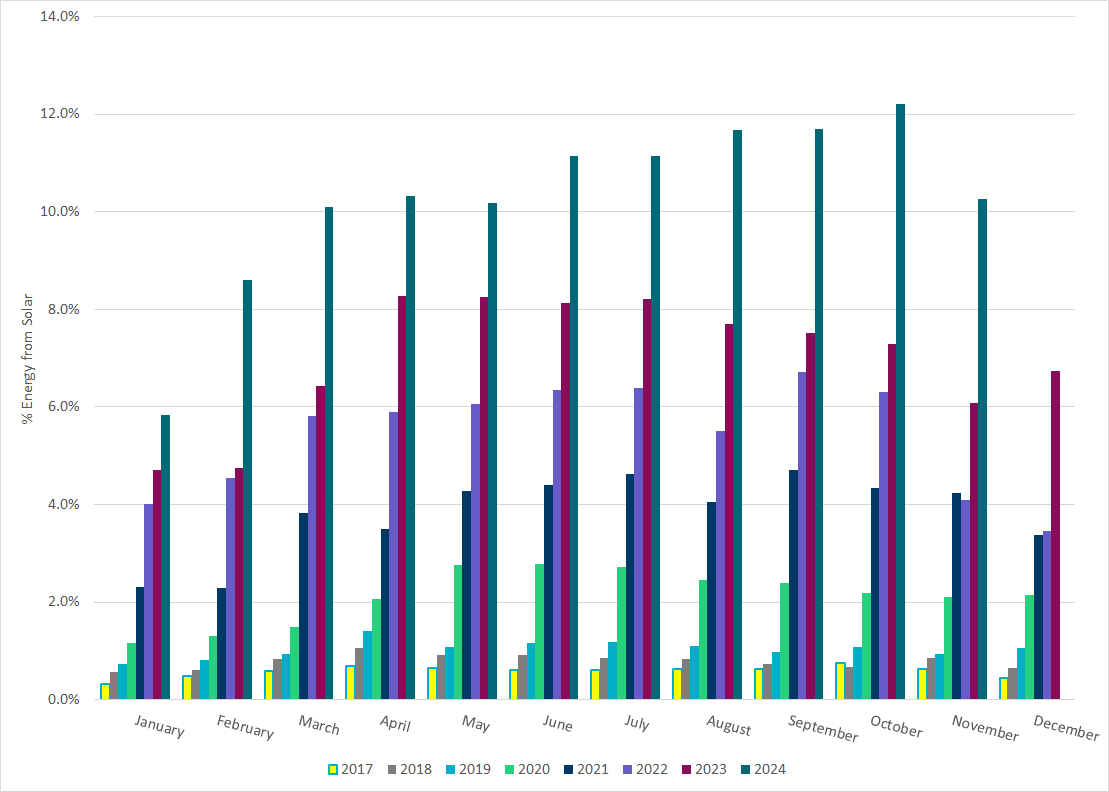 14.0%
12.0%
10.0%
8.0%
6.0%
4.0%
2.0%
0.0%
% Energy from Solar
January February March April May June July August September October November December
2017 2018 2019 2020 2021 2022 2023 2024